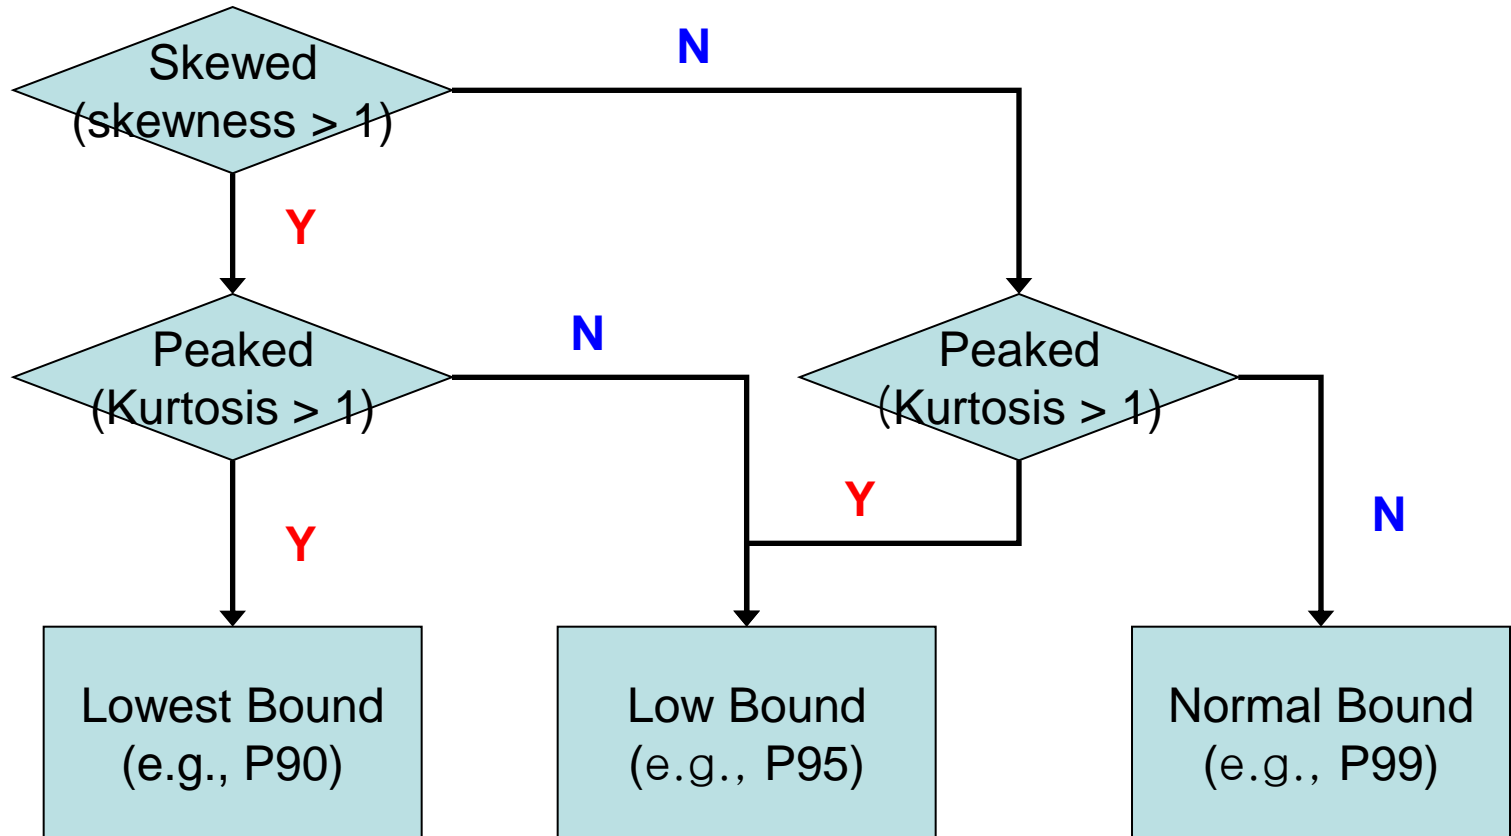 Skewed
(skewness > 1)
N
Y
Peaked
(Kurtosis > 1)
N
Peaked
(Kurtosis > 1)
Y
N
Y
Lowest Bound
(e.g., P90)
Low Bound
(e.g., P95)
Normal Bound
(e.g., P99)